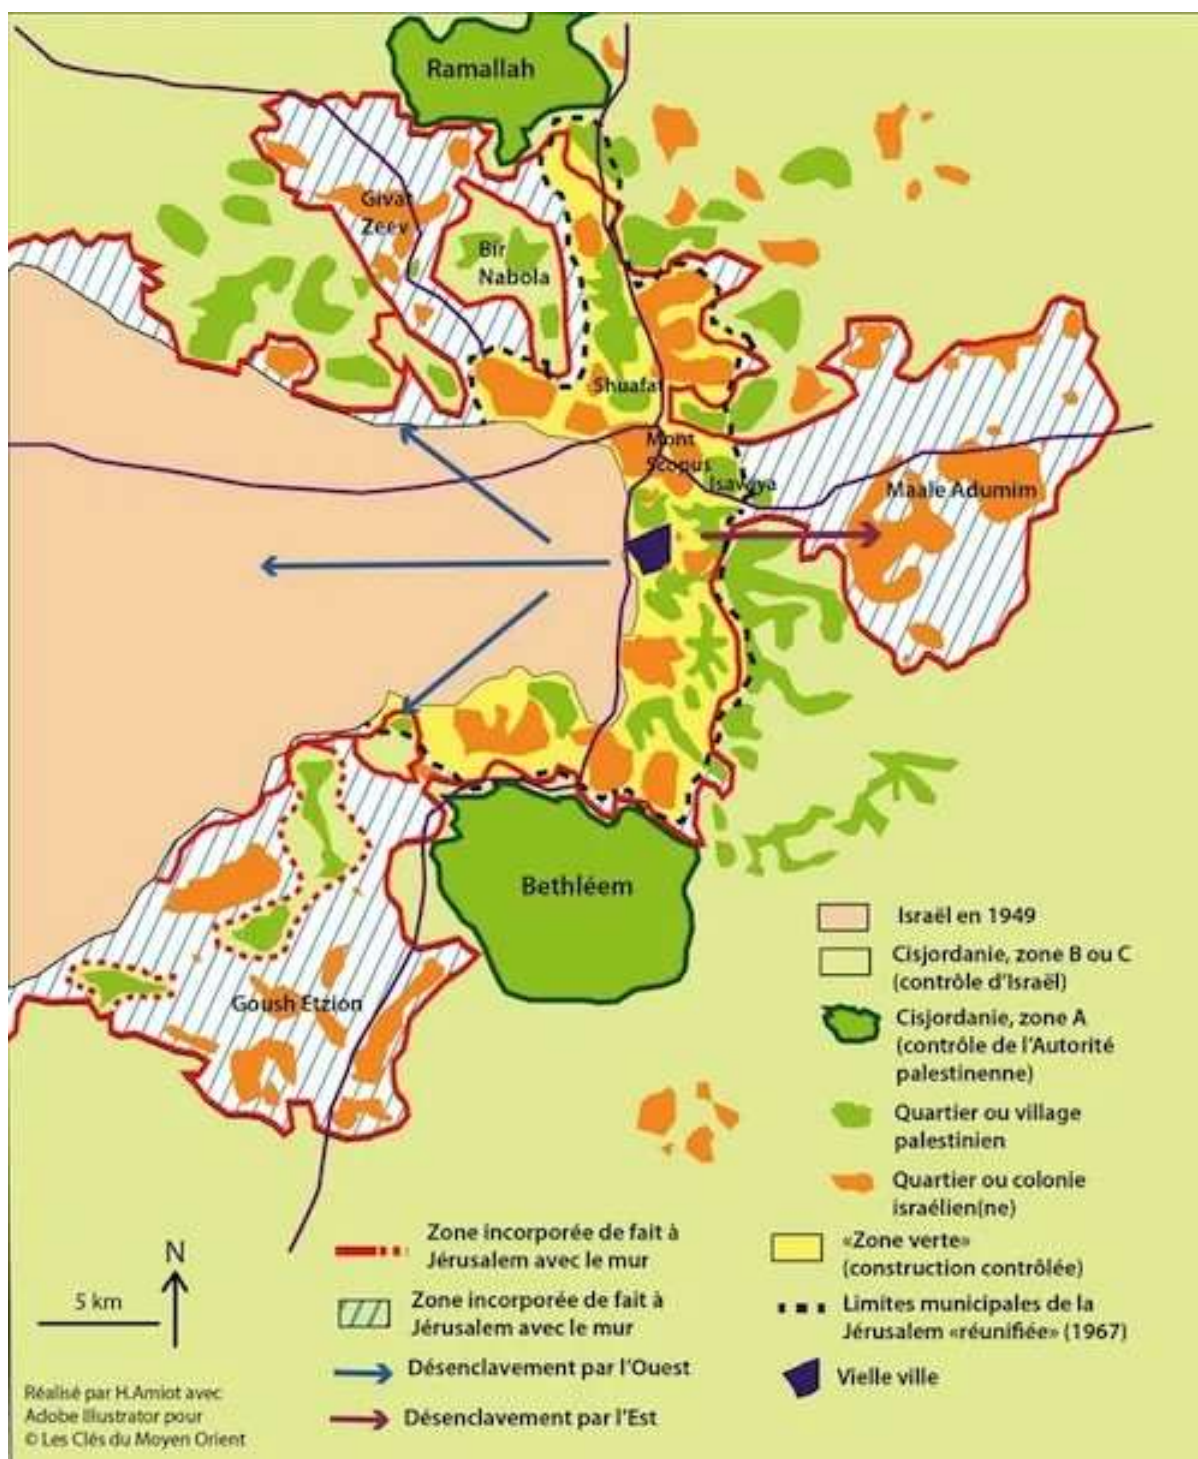 Ramallah
Givat
Zeev
Bir
Nabola
Shuafat
Mont
Scopus
Isawiya
Maale Adumim
Bethléem
Goush Etzion
Israël en 1949
Cisjordanie, zone B ou C
(contrôle d'Israël)
Cisjordanie, zone A
(contrôle de l'Autorité
palestinenne)
Quartier ou village
palestinien
Quartier ou colonie
israélien(ne)
«Zone verte»
(construction contrôlée)
Limites municipales de la
Jérusalem «réunifiée» (1967)
Vielle ville
Zone incorporée de fait à
Jérusalem avec le mur
Zone incorporée de fait à
Jérusalem avec le mur
Désenclavement par l'Ouest
Désenclavement par l'Est
N
5 km
Réalisé par H.Amiot avec
Adobe Illustrator pour
© Les Clés du Moyen Orient